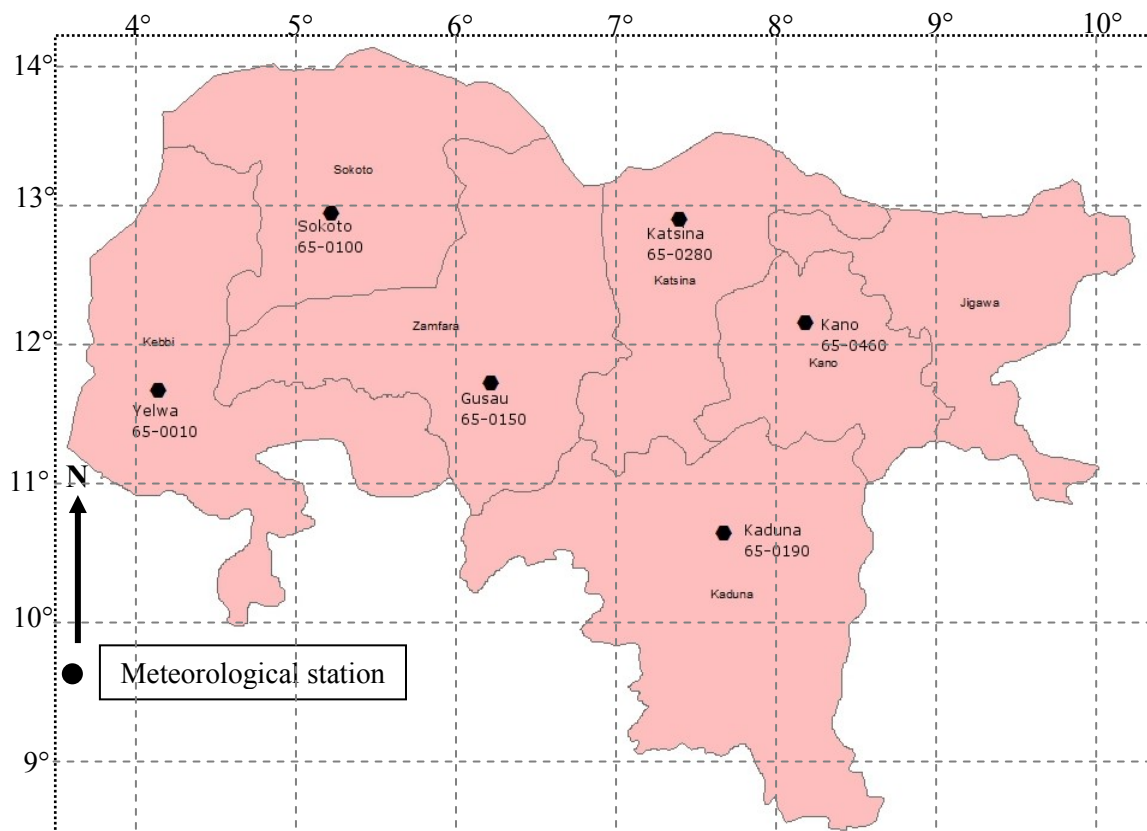 4° 5° 6° 7° 8° 9° 10°
14°
13°
12°
11°
10°
9°
Sokoto
Sokoto
65-0100
Katsina
65-0280
Katsina
Jigawa
Zamfara
Kano
65-0460
Kano
Kebbi
Yelwa
65-0010
Gusau
65-0150
N
Kaduna
65-0190
Kaduna
Meteorological station